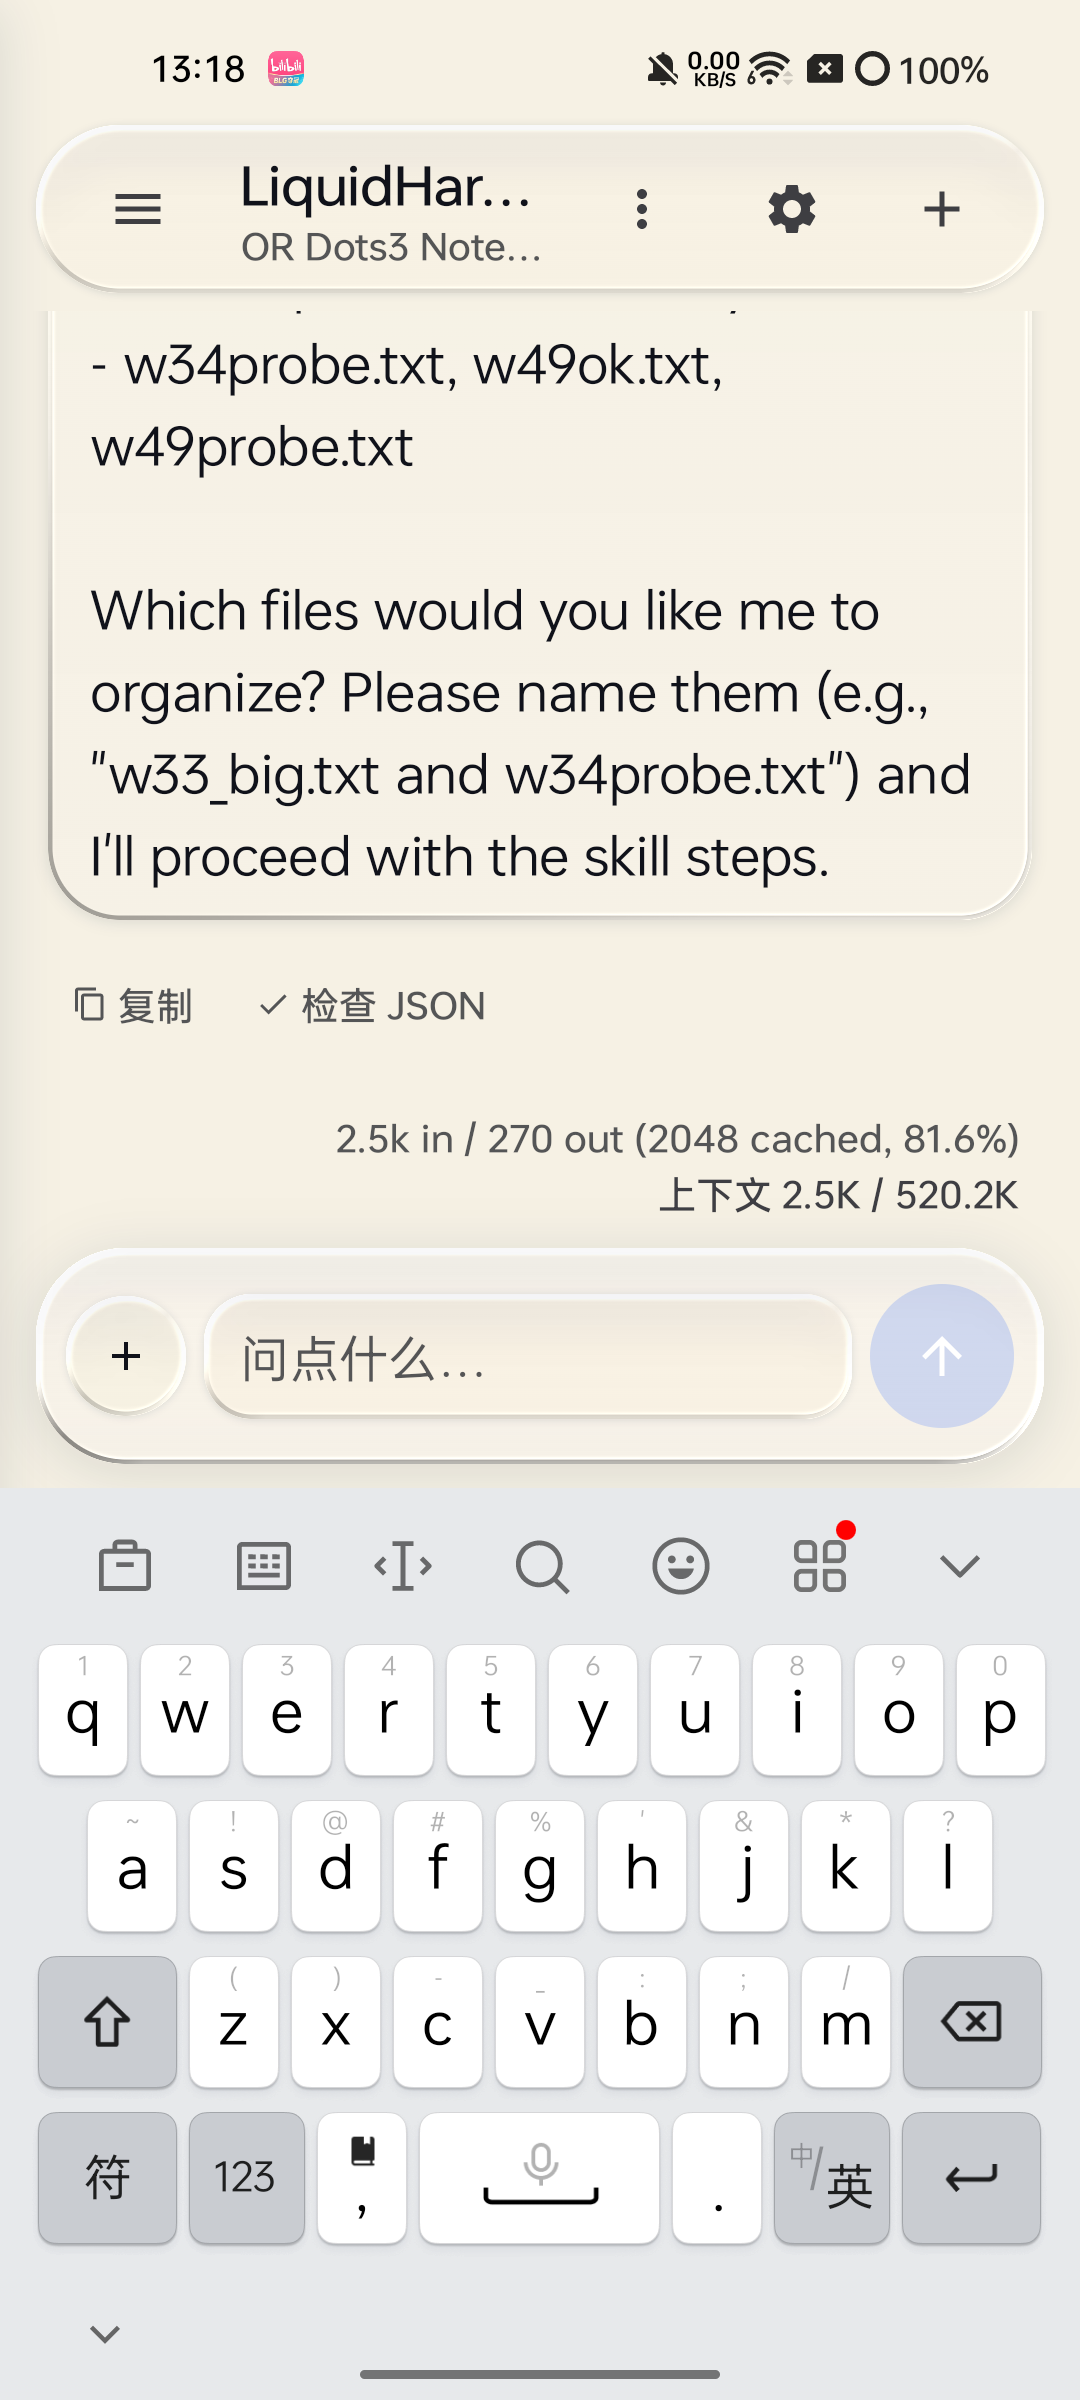 13:18
bilibili
0.00
KB/S
6
100%
LiquidHar...
OR Dots3 Note...
- w34probe.txt, w49ok.txt,
w49probe.txt
Which files would you like me to
organize? Please name them (e.g.,
"w33_big.txt and w34probe.txt") and
I'll proceed with the skill steps.
复制
检查 JSON
2.5k in / 270 out (2048 cached, 81.6%)
上下文 2.5K / 520.2K
问点什么...
1 2 3 4 5 6 7 8 9 0
q w e r t y u i o p
~ ! @ # % ' & * ?
a s d f g h j k l
( ) - _ : ; /
z x c v b n m
符 123 , . 中/英